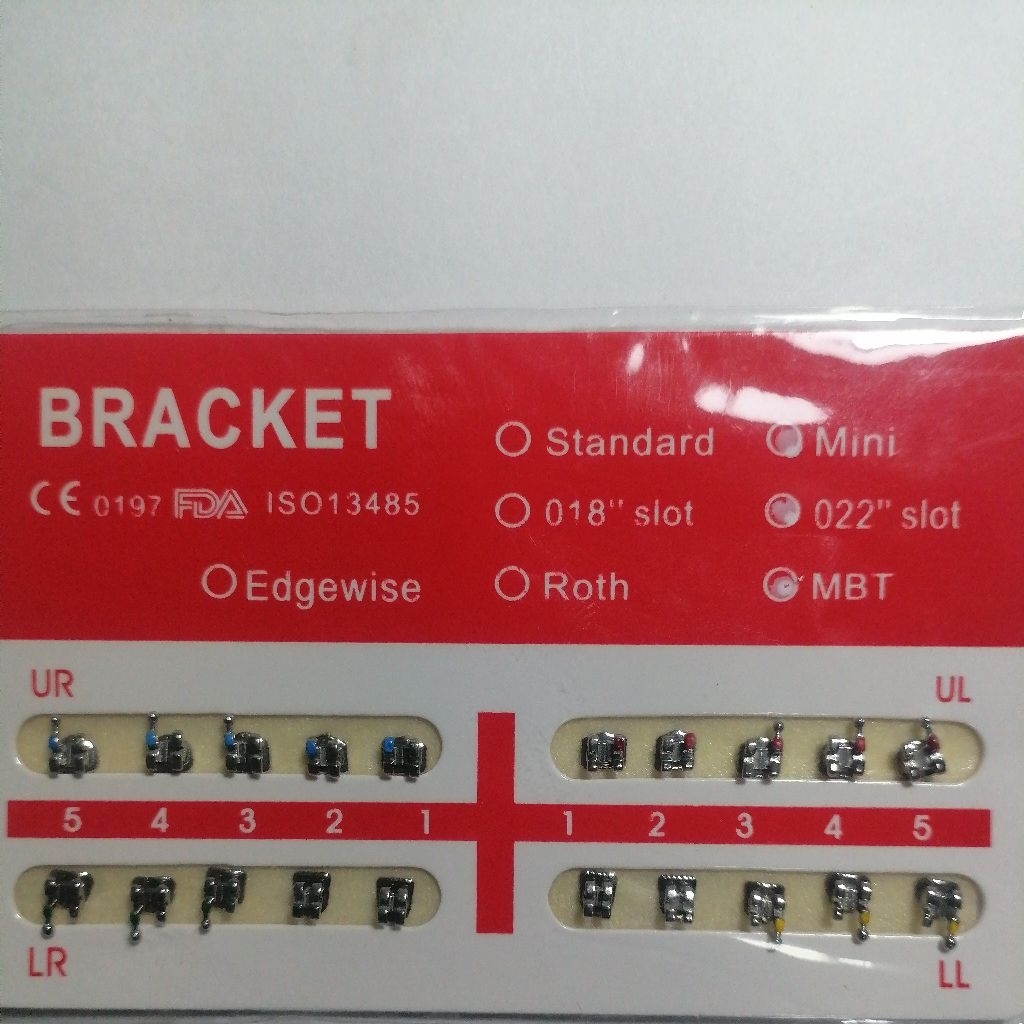 BRACKET
Standard Mini
CE 0197 FDA ISO13485
018" slot 022" slot
Edgewise Roth MBT
UR UL
5 4 3 2 1 1 2 3 4 5
LR LL